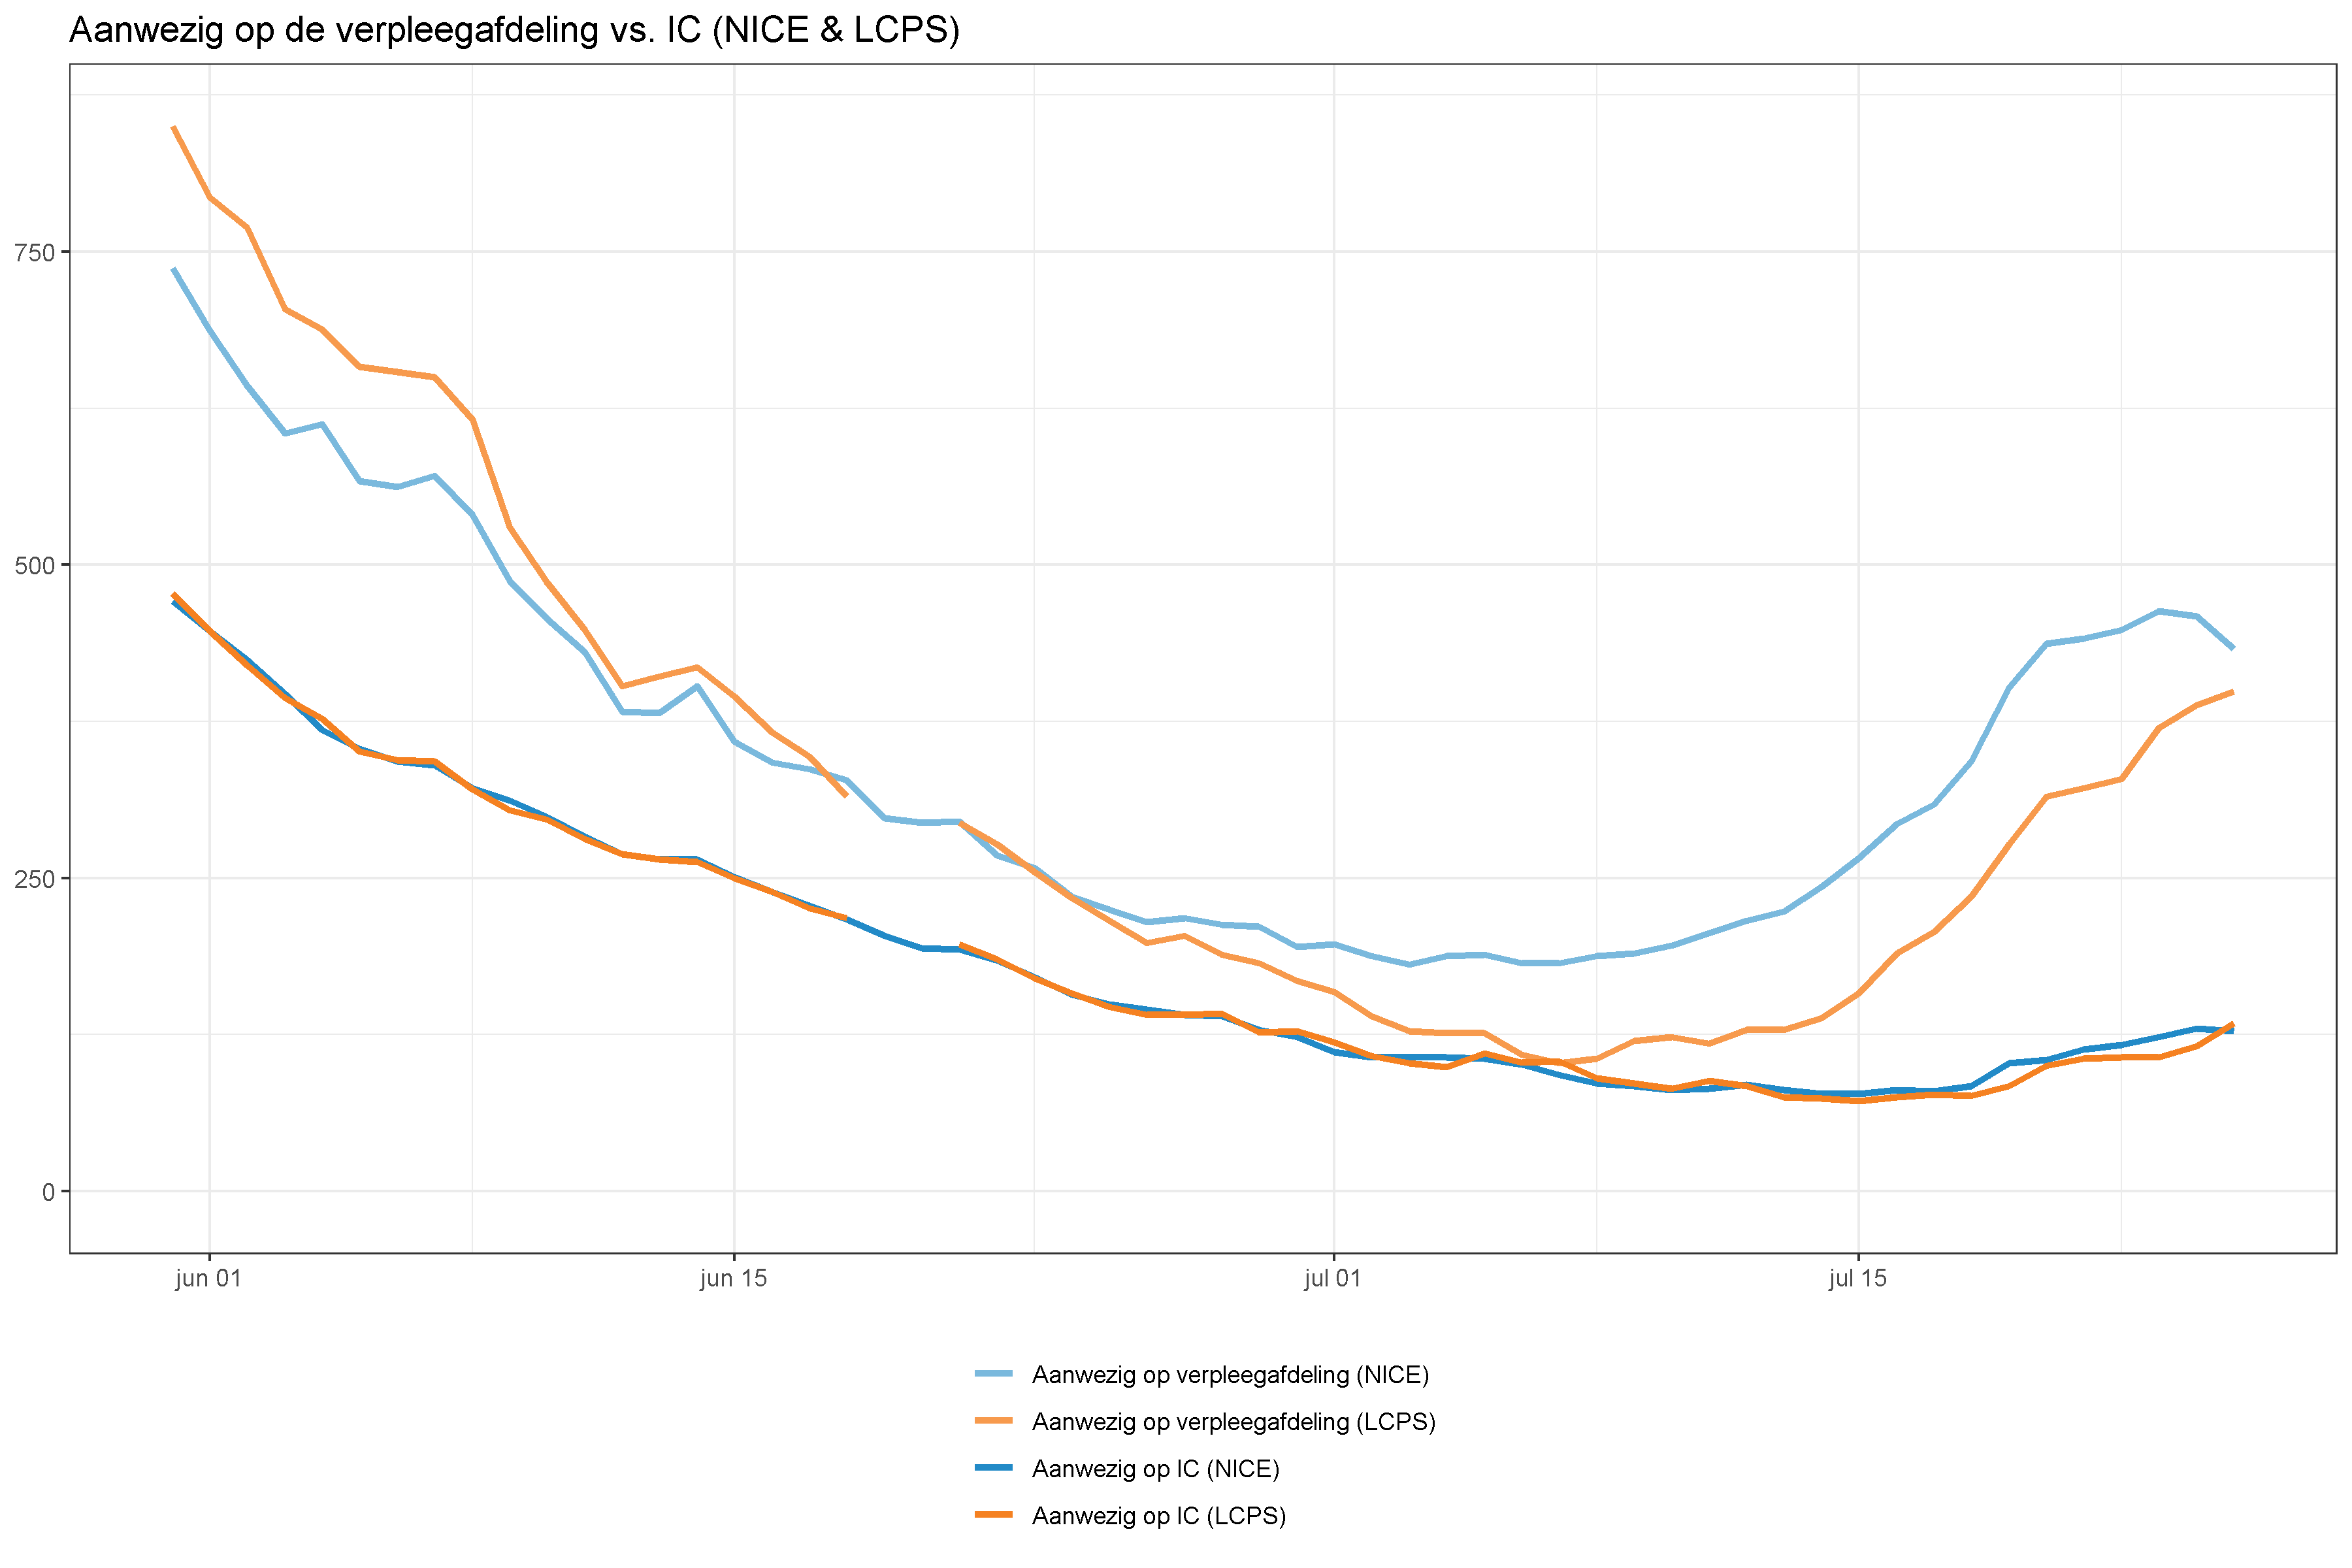 Aanwezig op de verpleegafdeling vs. IC (NICE & LCPS)
750
500
250
0
jun 01
jun 15
jul 01
jul 15
Aanwezig op verpleegafdeling (NICE)
Aanwezig op verpleegafdeling (LCPS)
Aanwezig op IC (NICE)
Aanwezig op IC (LCPS)